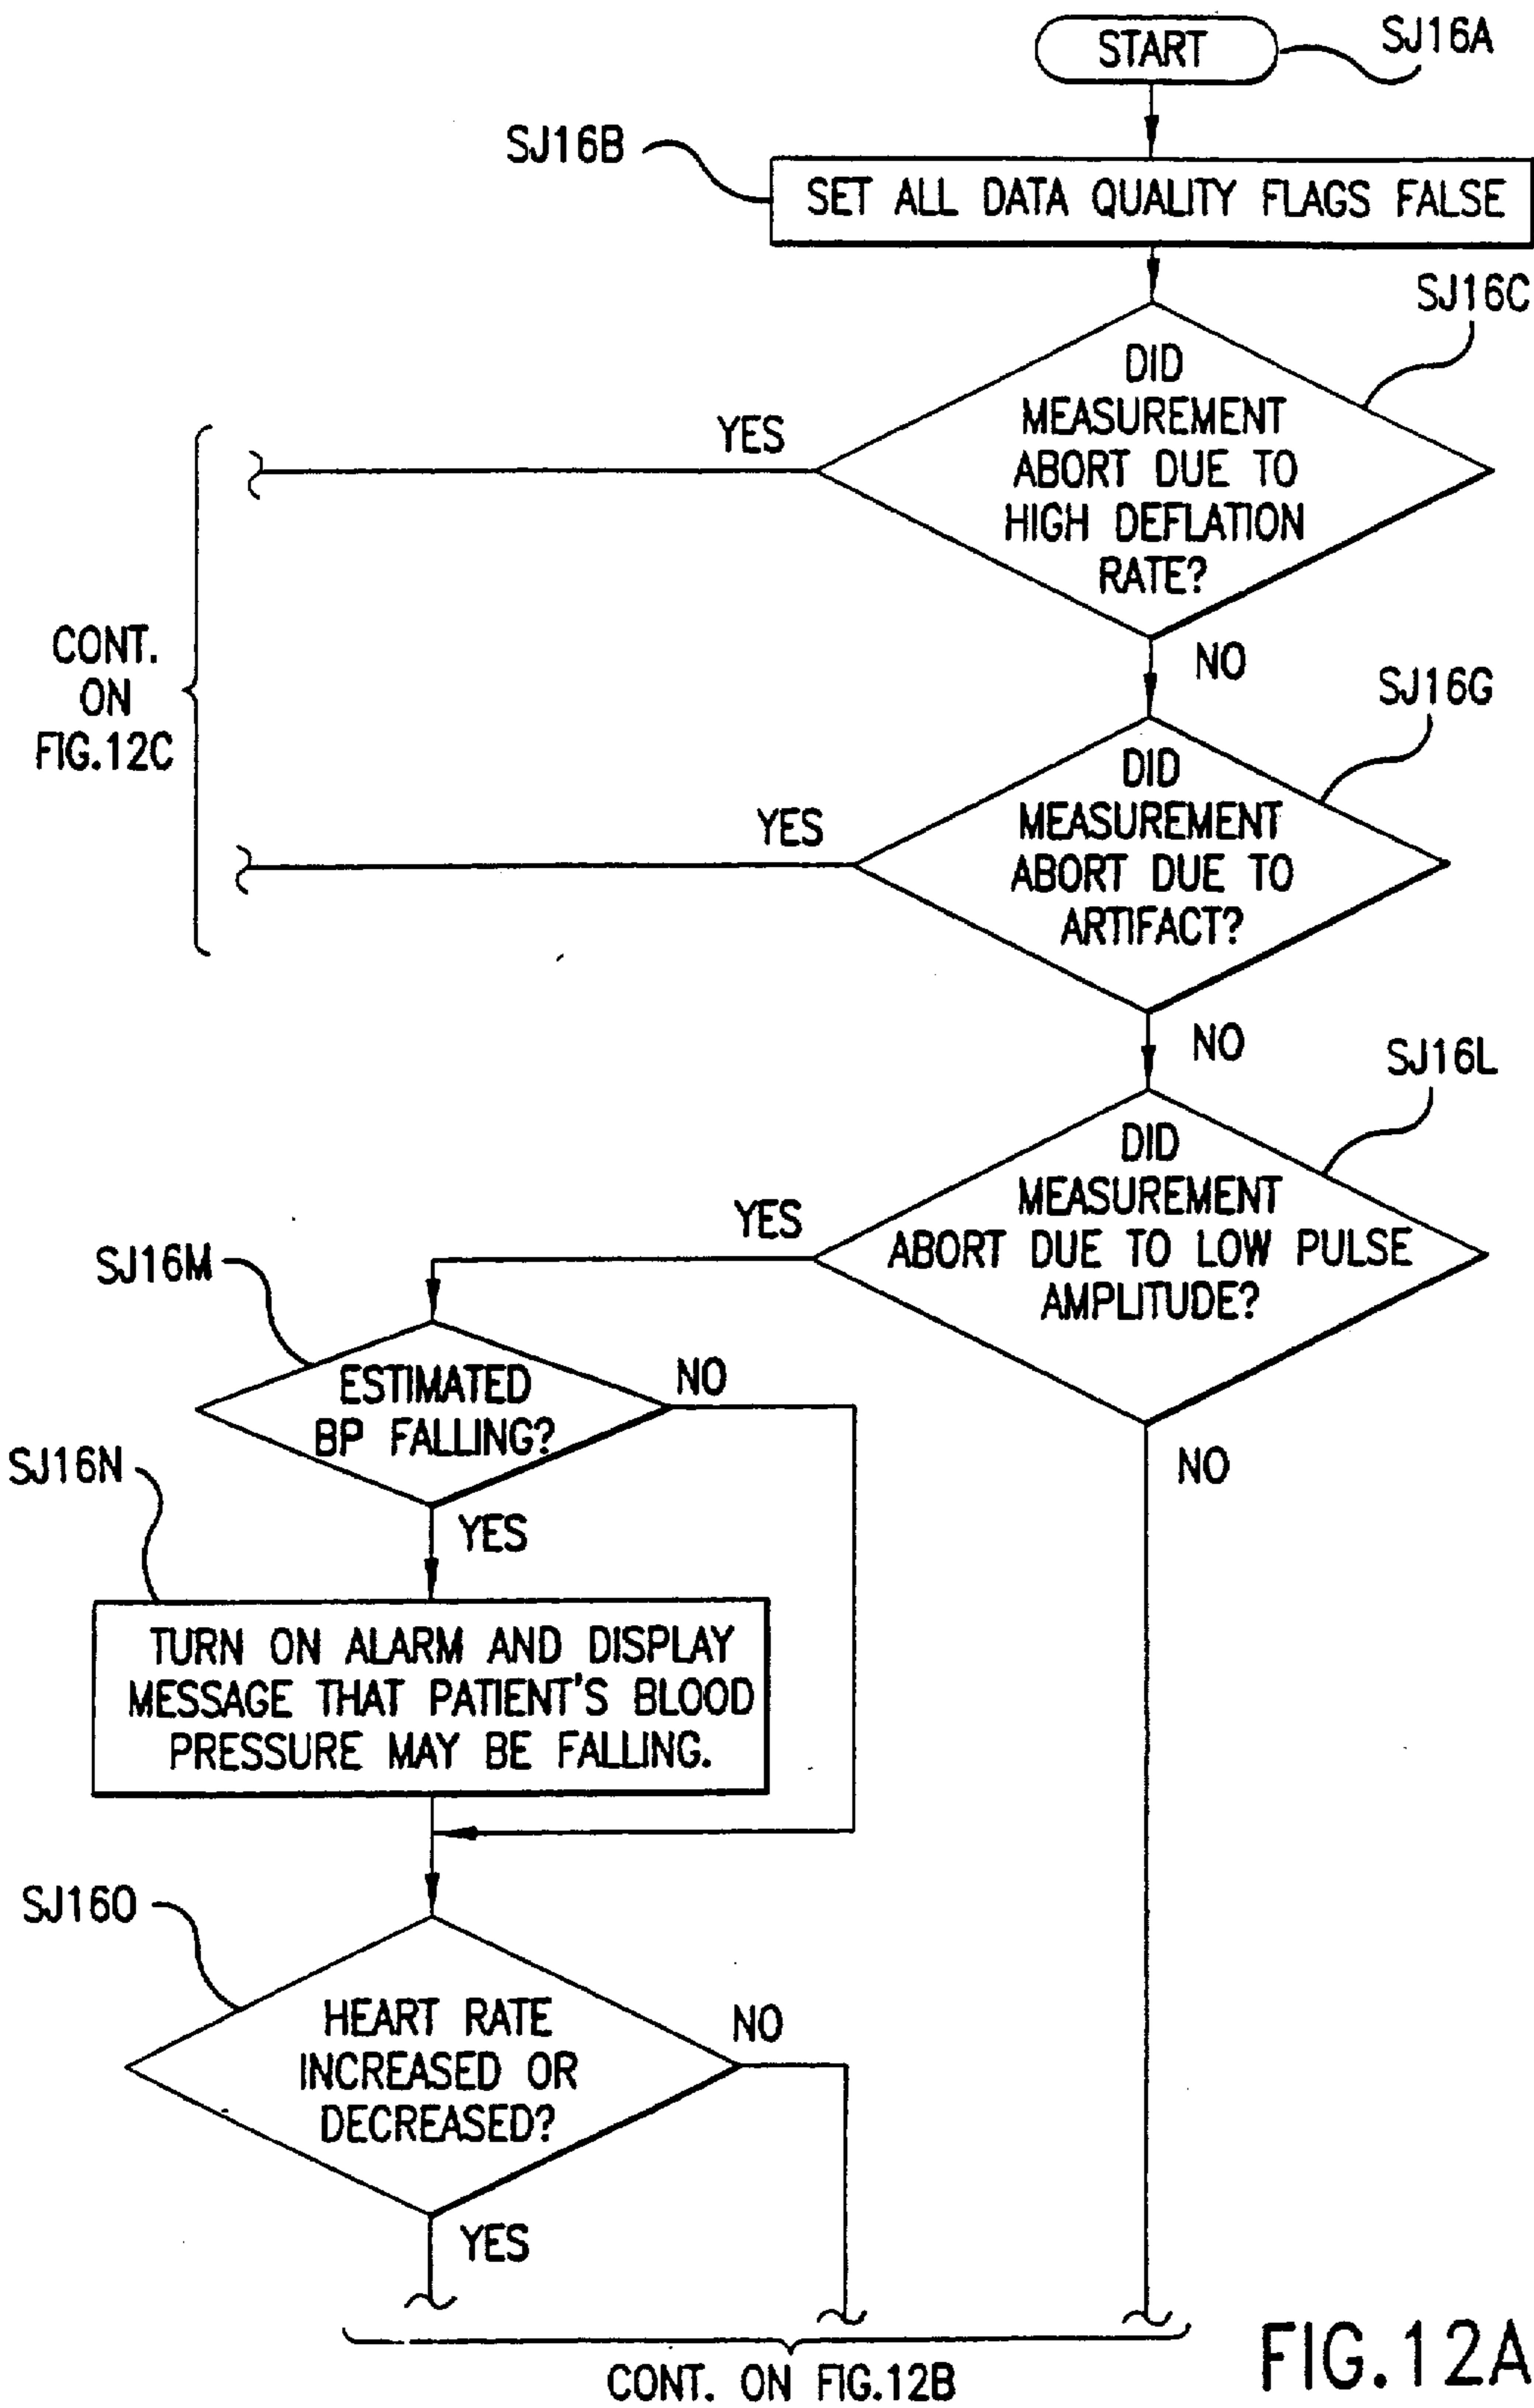 START
SJ16A
SJ16B
SET ALL DATA QUALITY FLAGS FALSE
SJ16C
DID
MEASUREMENT
ABORT DUE TO
HIGH DEFLATION
RATE?
YES
NO
CONT.
ON
FIG.12C
SJ16G
DID
MEASUREMENT
ABORT DUE TO
ARTIFACT?
YES
NO
SJ16L
DID
MEASUREMENT
ABORT DUE TO LOW PULSE
AMPLITUDE?
YES
NO
SJ16M
ESTIMATED
BP FALLING?
NO
YES
SJ16N
TURN ON ALARM AND DISPLAY
MESSAGE THAT PATIENT'S BLOOD
PRESSURE MAY BE FALLING.
SJ16O
HEART RATE
INCREASED OR
DECREASED?
NO
YES
CONT. ON FIG.12B
FIG.12A